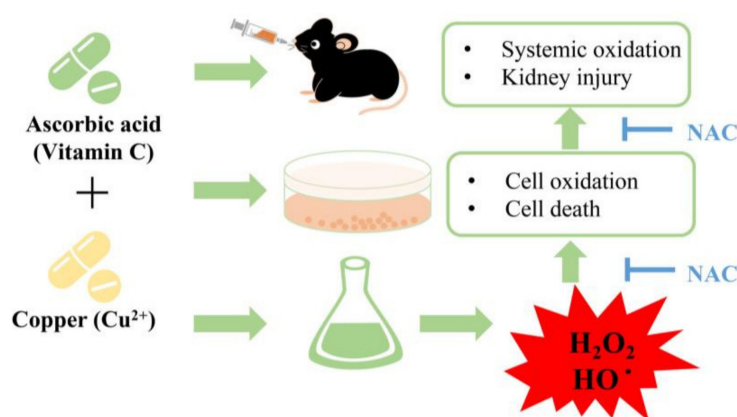 Ascorbic acid
(Vitamin C)
+
Copper (Cu²⁺)
• Systemic oxidation
• Kidney injury
NAC
• Cell oxidation
• Cell death
NAC
H₂O₂
HO˙